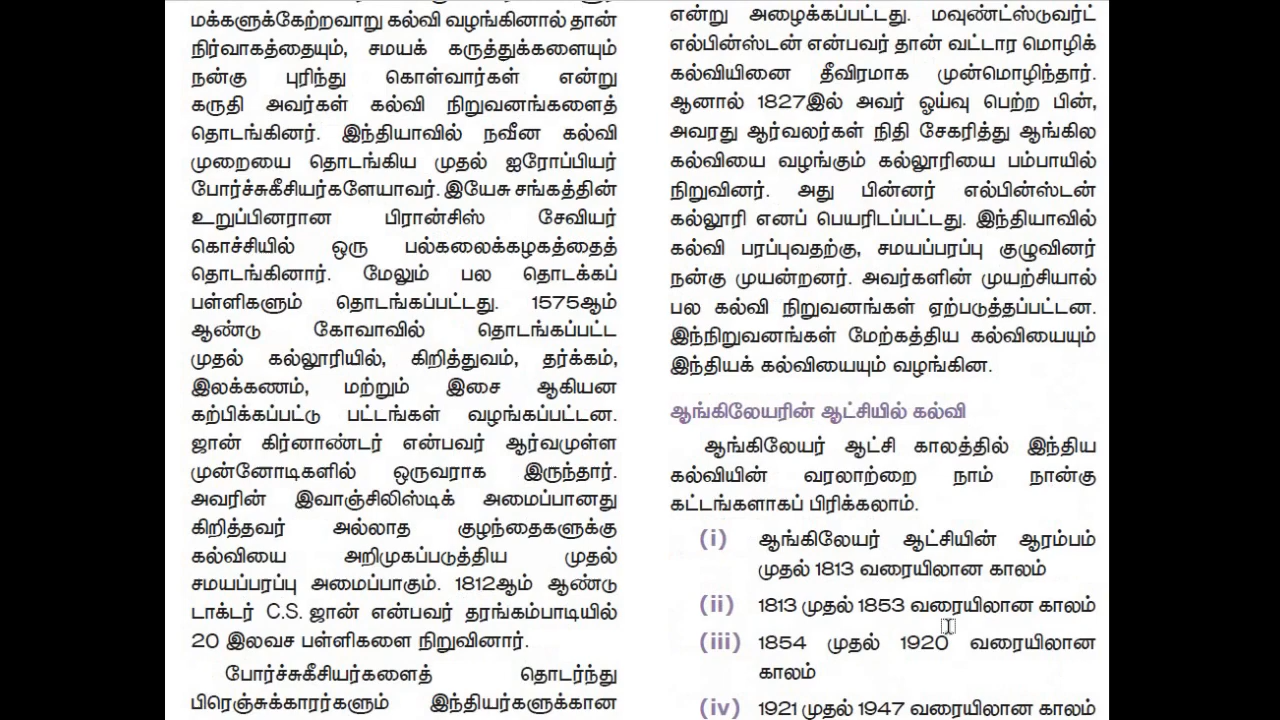 மக்களுக்கேற்றவாறு கல்வி வழங்கினால் தான்
நிர்வாகத்தையும், சமயக் கருத்துக்களையும்
நன்கு புரிந்து கொள்வார்கள் என்று
கருதி அவர்கள் கல்வி நிறுவனங்களைத்
தொடங்கினர். இந்தியாவில் நவீன கல்வி
முறையை தொடங்கிய முதல் ஐரோப்பியர்
போர்ச்சுகீசியர்களேயாவர். இயேசு சங்கத்தின்
உறுப்பினரான பிரான்சிஸ் சேவியர்
கொச்சியில் ஒரு பல்கலைக்கழகத்தைத்
தொடங்கினார். மேலும் பல தொடக்கப்
பள்ளிகளும் தொடங்கப்பட்டது. 1575ஆம்
ஆண்டு கோவாவில் தொடங்கப்பட்ட
முதல் கல்லூரியில், கிறித்துவம், தர்க்கம்,
இலக்கணம், மற்றும் இசை ஆகியன
கற்பிக்கப்பட்டு பட்டங்கள் வழங்கப்பட்டன.
ஜான் கிர்னாண்டர் என்பவர் ஆர்வமுள்ள
முன்னோடிகளில் ஒருவராக இருந்தார்.
அவரின் இவாஞ்சிலிஸ்டிக் அமைப்பானது
கிறித்தவர் அல்லாத குழந்தைகளுக்கு
கல்வியை அறிமுகப்படுத்திய முதல்
சமயப்பரப்பு அமைப்பாகும். 1812ஆம் ஆண்டு
டாக்டர் C.S. ஜான் என்பவர் தரங்கம்பாடியில்
20 இலவச பள்ளிகளை நிறுவினார்.
போர்ச்சுகீசியர்களைத் தொடர்ந்து
பிரெஞ்சுக்காரர்களும் இந்தியர்களுக்கான
என்று அழைக்கப்பட்டது. மவுண்ட்ஸ்டுவர்ட்
எல்பின்ஸ்டன் என்பவர் தான் வட்டார மொழிக்
கல்வியினை தீவிரமாக முன்மொழிந்தார்.
ஆனால் 1827இல் அவர் ஓய்வு பெற்ற பின்,
அவரது ஆர்வலர்கள் நிதி சேகரித்து ஆங்கில
கல்வியை வழங்கும் கல்லூரியை பம்பாயில்
நிறுவினர். அது பின்னர் எல்பின்ஸ்டன்
கல்லூரி எனப் பெயரிடப்பட்டது. இந்தியாவில்
கல்வி பரப்புவதற்கு, சமயப்பரப்பு குழுவினர்
நன்கு முயன்றனர். அவர்களின் முயற்சியால்
பல கல்வி நிறுவனங்கள் ஏற்படுத்தப்பட்டன.
இந்நிறுவனங்கள் மேற்கத்திய கல்வியையும்
இந்தியக் கல்வியையும் வழங்கின.
ஆங்கிலேயரின் ஆட்சியில் கல்வி
ஆங்கிலேயர் ஆட்சி காலத்தில் இந்திய
கல்வியின் வரலாற்றை நாம் நான்கு
கட்டங்களாகப் பிரிக்கலாம்.
(i) ஆங்கிலேயர் ஆட்சியின் ஆரம்பம்
முதல் 1813 வரையிலான காலம்
(ii) 1813 முதல் 1853 வரையிலான காலம்
(iii) 1854 முதல் 1920 வரையிலான
காலம்
(iv) 1921 முதல் 1947 வரையிலான காலம்